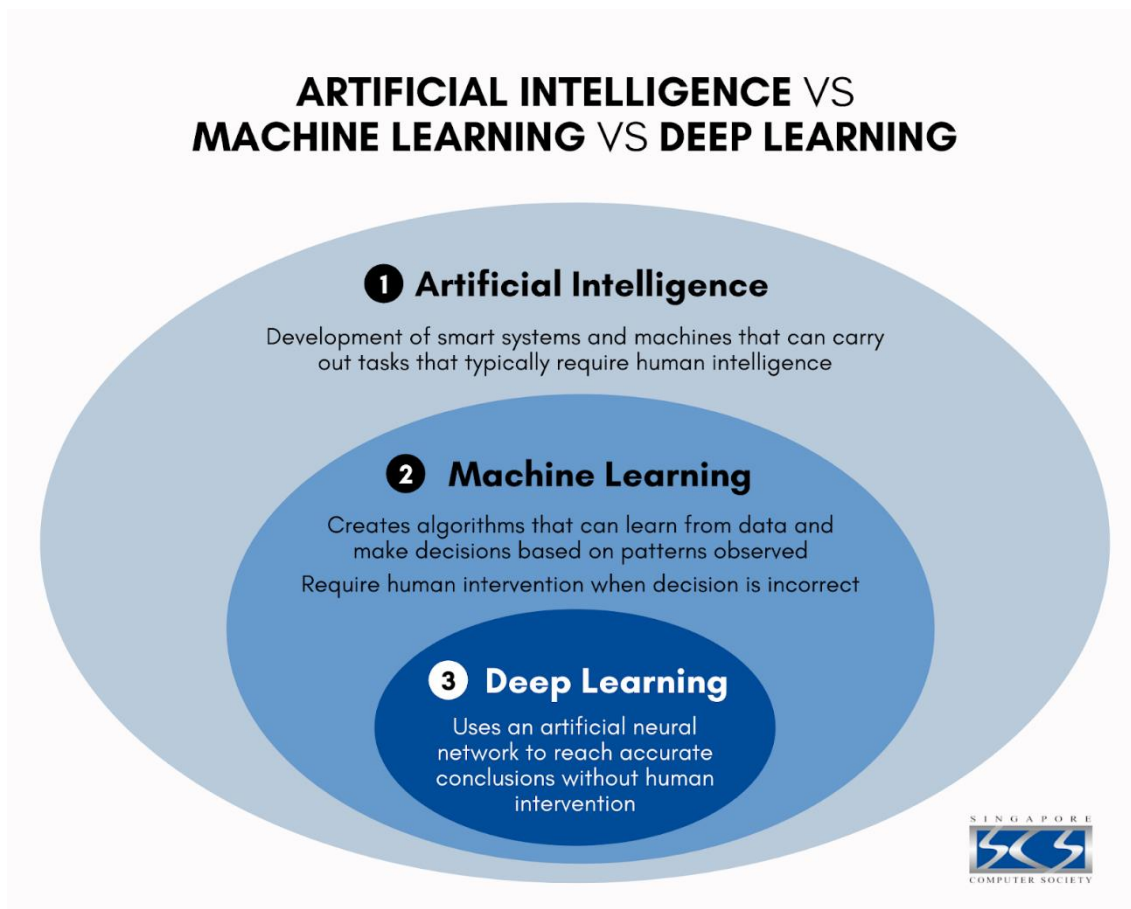 ARTIFICIAL INTELLIGENCE VS
MACHINE LEARNING VS DEEP LEARNING
1 Artificial Intelligence
Development of smart systems and machines that can carry
out tasks that typically require human intelligence
2 Machine Learning
Creates algorithms that can learn from data and
make decisions based on patterns observed
Require human intervention when decision is incorrect
3 Deep Learning
Uses an artificial neural
network to reach accurate
conclusions without human
intervention
SINGAPORE
SCS
COMPUTER SOCIETY